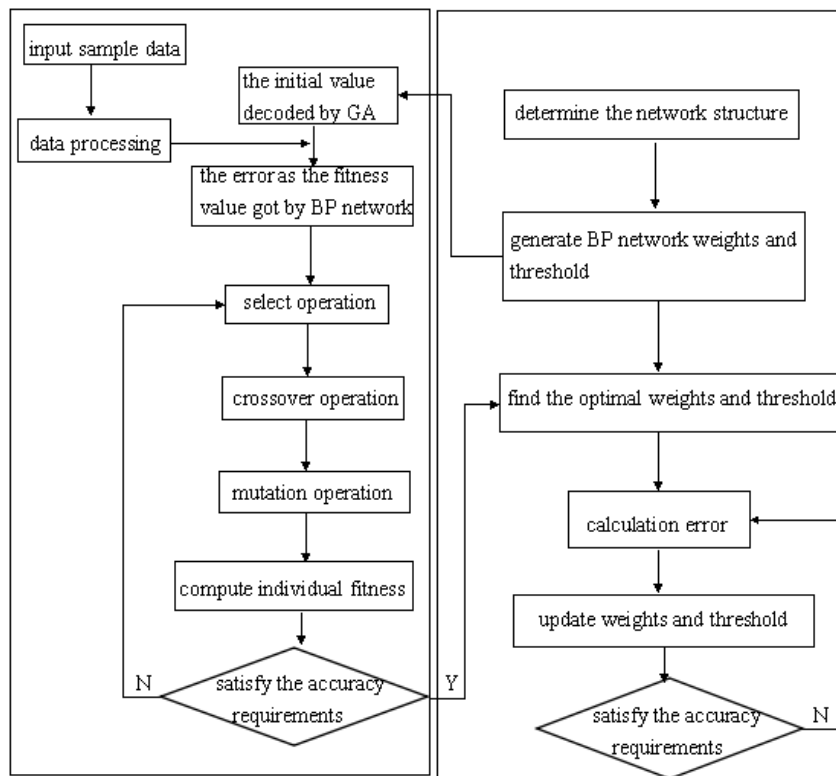 input sample data
data processing
the initial value
decoded by GA
the error as the fitness
value got by BP network
select operation
crossover operation
mutation operation
compute individual fitness
satisfy the accuracy
requirements
N
Y
determine the network structure
generate BP network weights and
threshold
find the optimal weights and threshold
calculation error
update weights and threshold
satisfy the accuracy
requirements
N